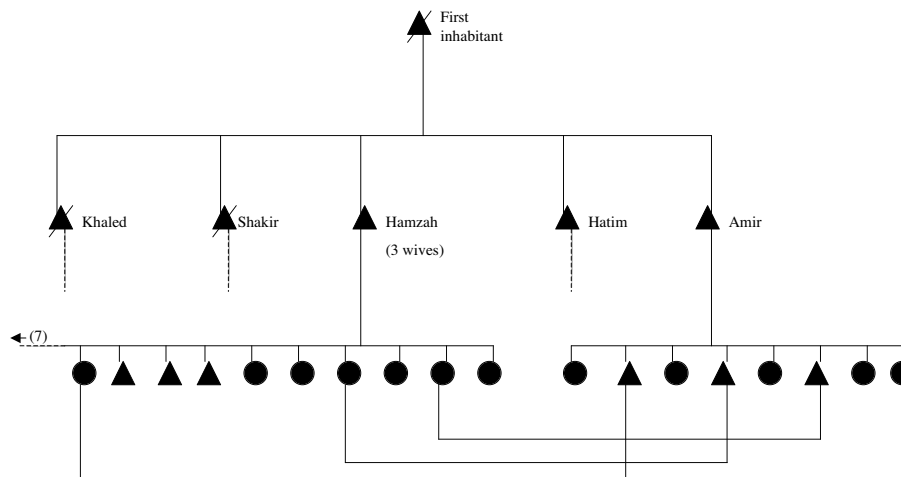 First
inhabitant
Khaled
Shakir
Hamzah
(3 wives)
Hatim
Amir
(7)